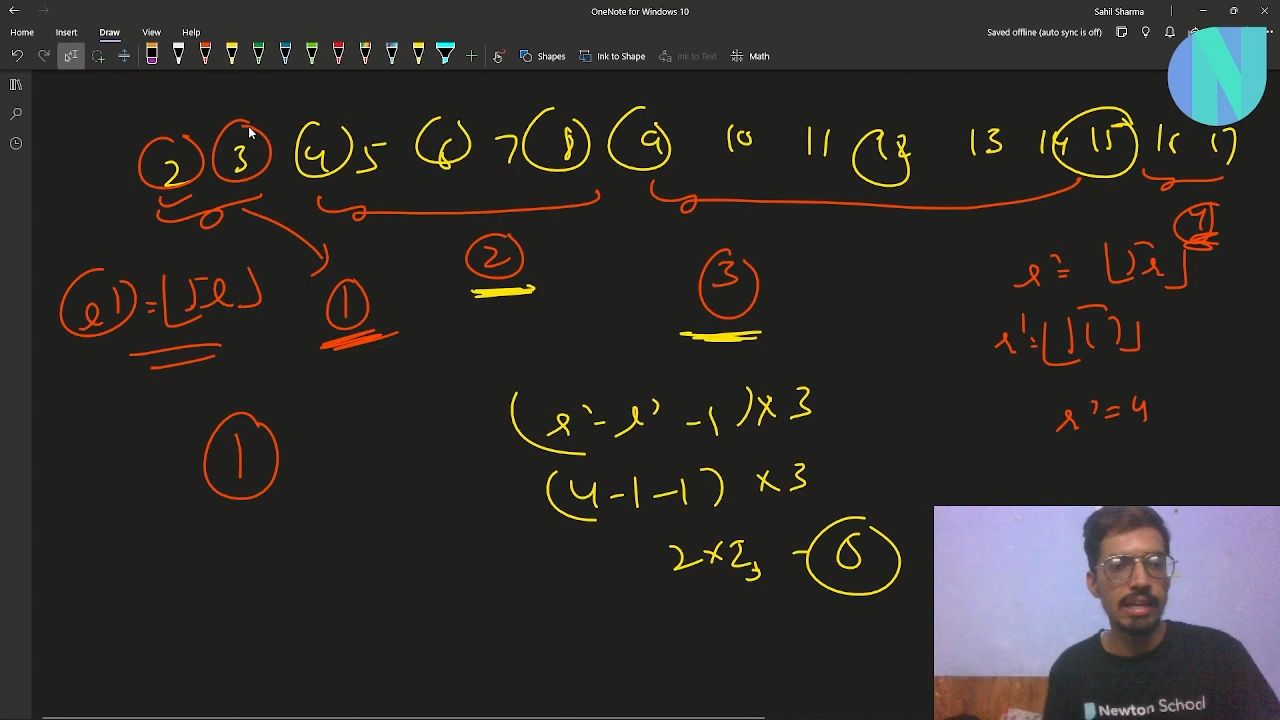 OneNote for Windows 10
Sahil Sharma
Home Insert Draw View Help
Saved offline (auto sync is off)
Shapes Ink to Shape Ink to Text Math
2 3 4 5 6 7 8 9 10 11 12 13 14 15 16 17
2 3 4
l' = ⌊√l⌋ 1 r' = ⌊√r⌋
r' = ⌊√17⌋
(r' - l' - 1) × 3 r' = 4
1
(4 - 1 - 1) × 3
2 × 3 - 6
Newton School